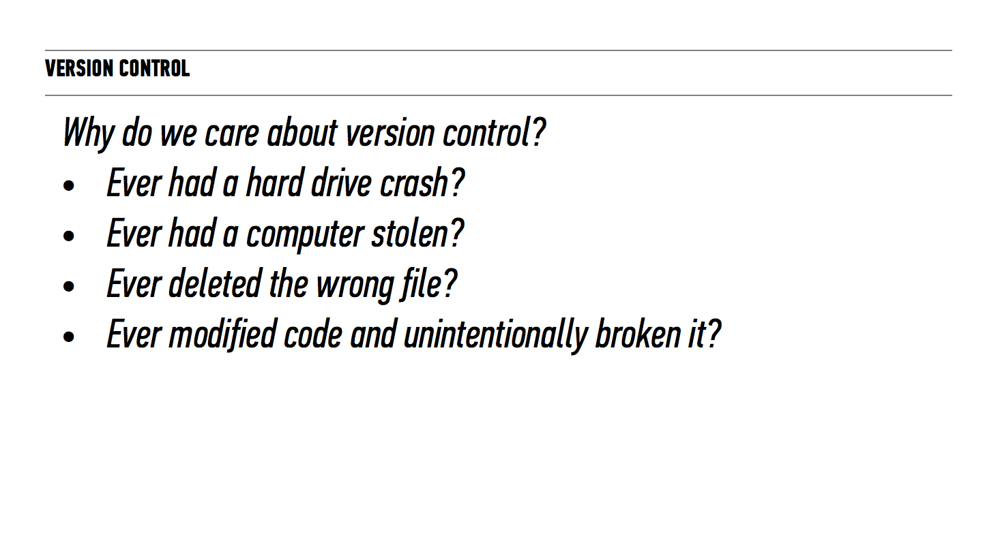 VERSION CONTROL
Why do we care about version control?
• Ever had a hard drive crash?
• Ever had a computer stolen?
• Ever deleted the wrong file?
• Ever modified code and unintentionally broken it?